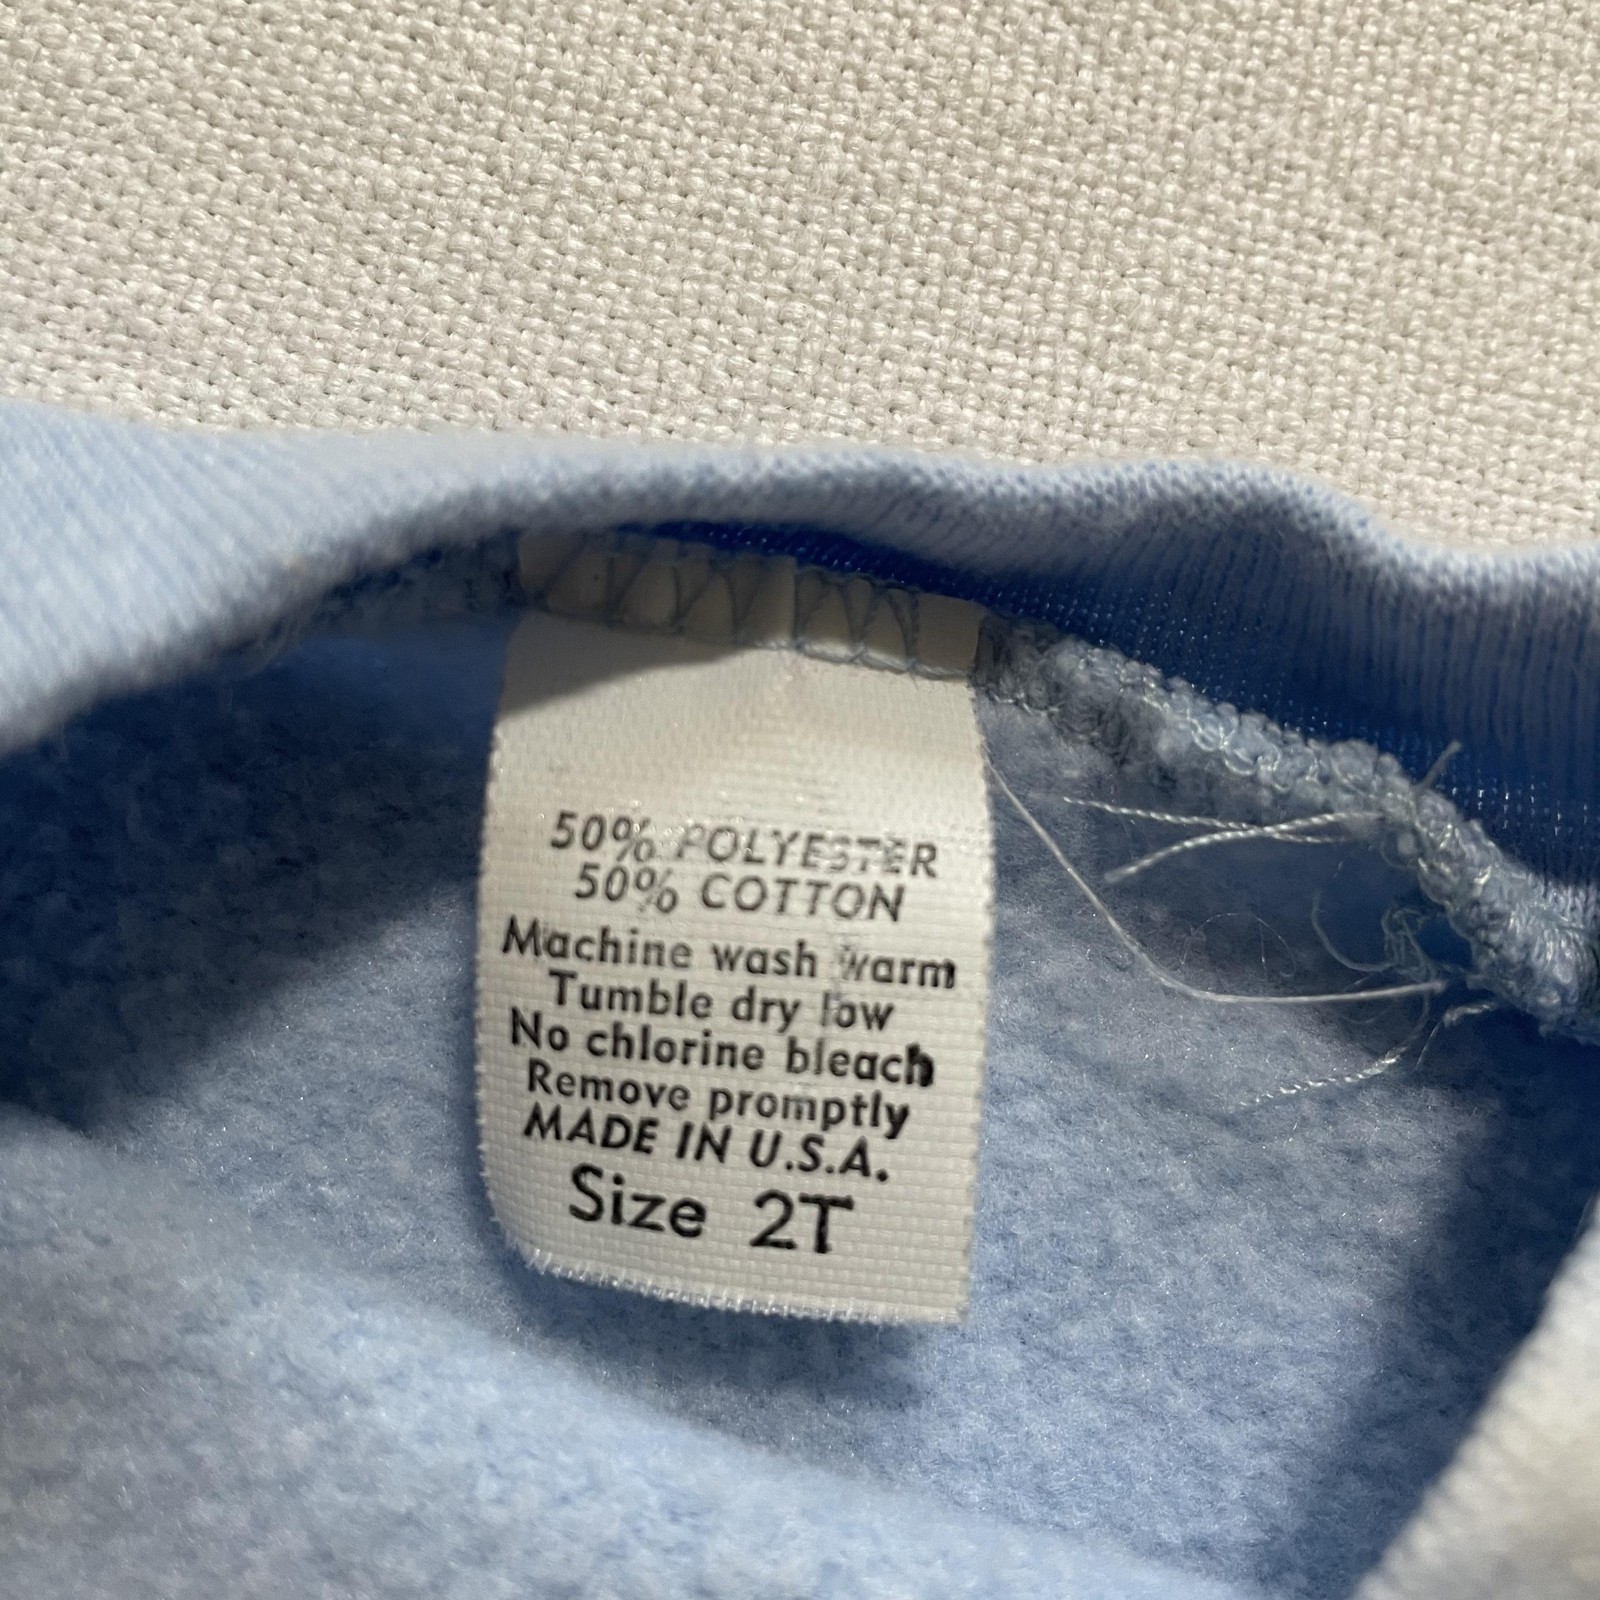 50% POLYESTER
50% COTTON
Machine wash warm
Tumble dry low
No chlorine bleach
Remove promptly
MADE IN U.S.A.
Size 2T